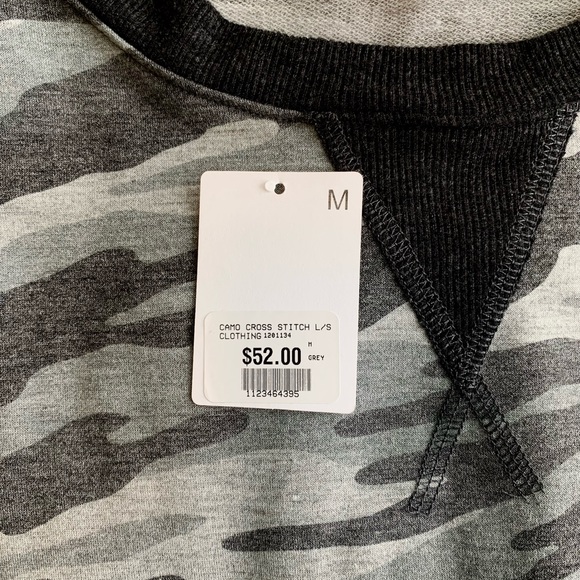 M
CAMO CROSS STITCH L/S
CLOTHING 1201134
M
$52.00 GREY
1123464395